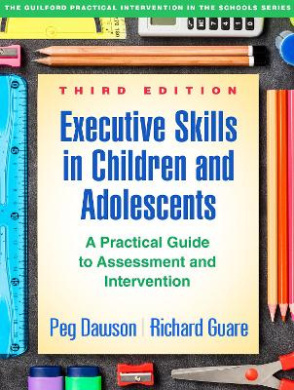 THE GUILFORD PRACTICAL INTERVENTION IN THE SCHOOLS SERIES
THIRD EDITION
Executive Skills
in Children and
Adolescents
A Practical Guide
to Assessment and
Intervention
Peg Dawson | Richard Guare